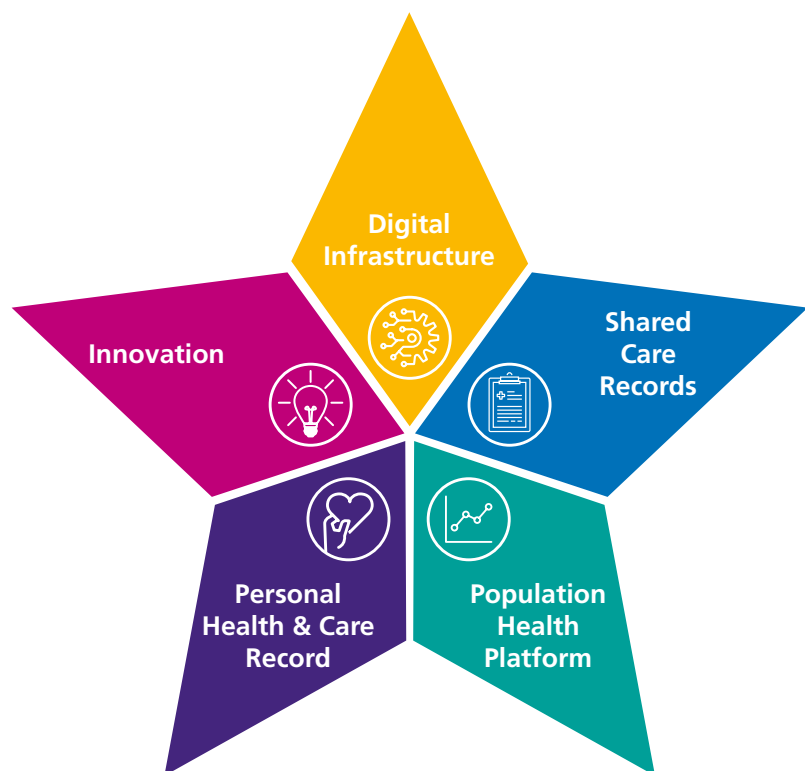 Digital
Infrastructure
Shared
Care
Records
Innovation
Personal
Health & Care
Record
Population
Health
Platform